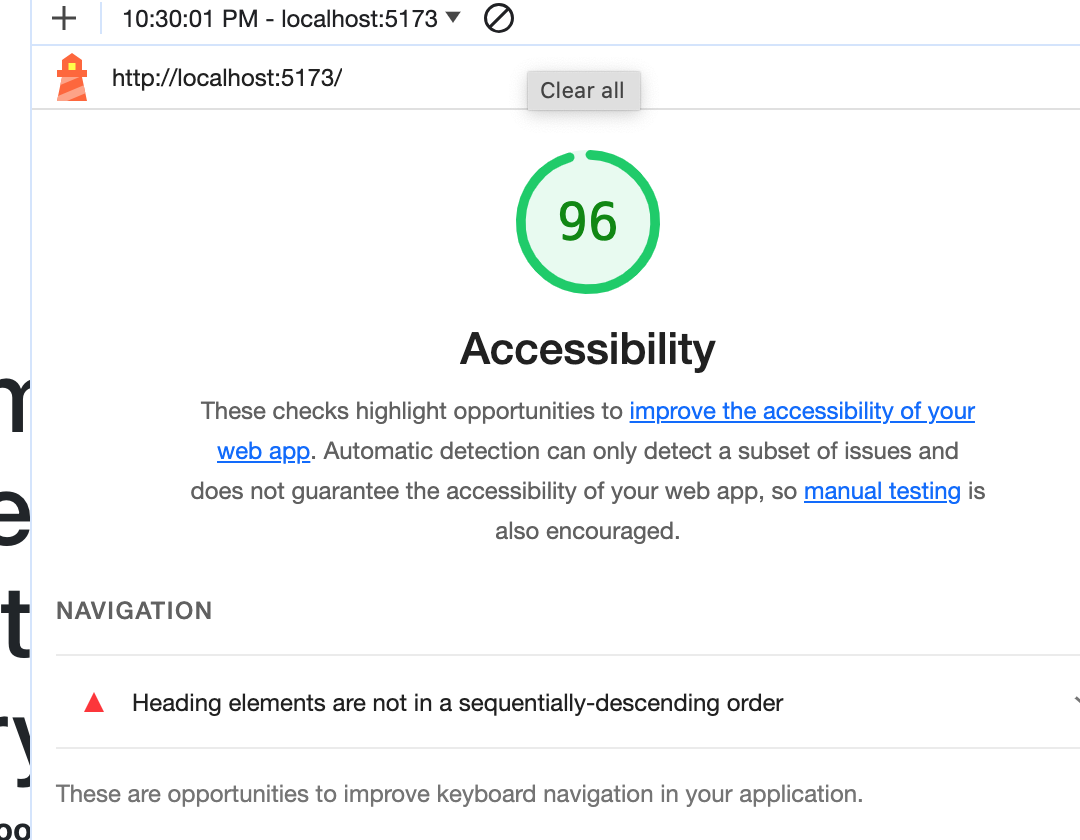 10:30:01 PM - localhost:5173
http://localhost:5173/
Clear all
96
Accessibility
These checks highlight opportunities to improve the accessibility of your
web app. Automatic detection can only detect a subset of issues and
does not guarantee the accessibility of your web app, so manual testing is
also encouraged.
NAVIGATION
Heading elements are not in a sequentially-descending order
These are opportunities to improve keyboard navigation in your application.